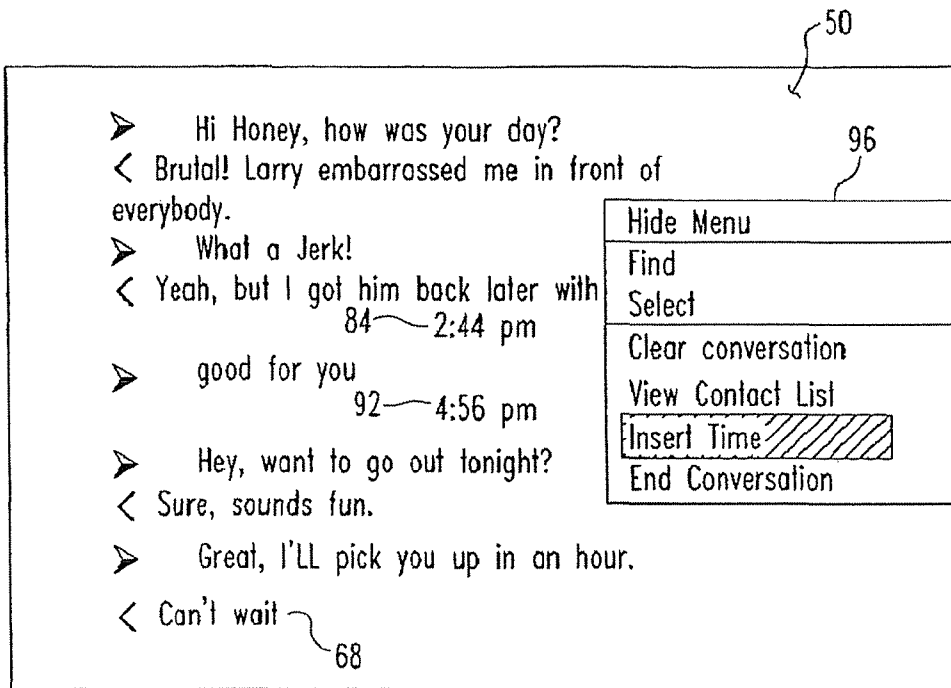 50
> Hi Honey, how was your day?
< Brutal! Larry embarrassed me in front of
everybody.
> What a Jerk!
< Yeah, but I got him back later with
84 2:44 pm
> good for you
92 4:56 pm
> Hey, want to go out tonight?
< Sure, sounds fun.
> Great, I'LL pick you up in an hour.
< Can't wait
68
96
Hide Menu
Find
Select
Clear conversation
View Contact List
Insert Time
End Conversation